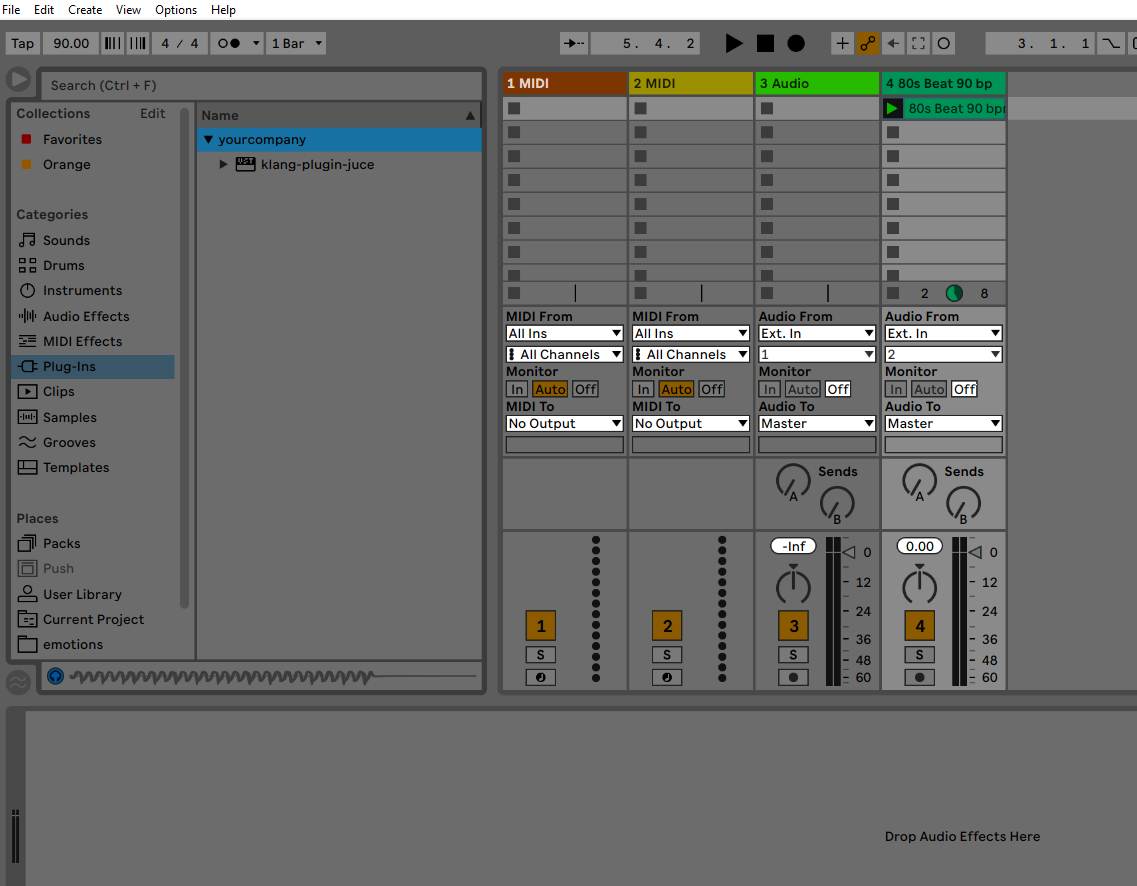 File Edit Create View Options Help
Tap 90.00 4 / 4 1 Bar 5. 4. 2 3. 1. 1
Search (Ctrl + F)
Collections Edit
Favorites
Orange
Categories
Sounds
Drums
Instruments
Audio Effects
MIDI Effects
Plug-Ins
Clips
Samples
Grooves
Templates
Places
Packs
Push
User Library
Current Project
emotions
Name
yourcompany
VST klang-plugin-juce
1 MIDI 2 MIDI 3 Audio 4 80s Beat 90 bp
80s Beat 90 bp
2 8
MIDI From MIDI From Audio From Audio From
All Ins All Ins Ext. In Ext. In
All Channels All Channels 1 2
Monitor Monitor Monitor Monitor
In Auto Off In Auto Off In Auto Off In Auto Off
MIDI To MIDI To Audio To Audio To
No Output No Output Master Master
Sends Sends
A A
B B
-Inf 0 0.00 0
12 12
24 24
1 2 3 4
36 36
S S S S
48 48
60 60
Drop Audio Effects Here